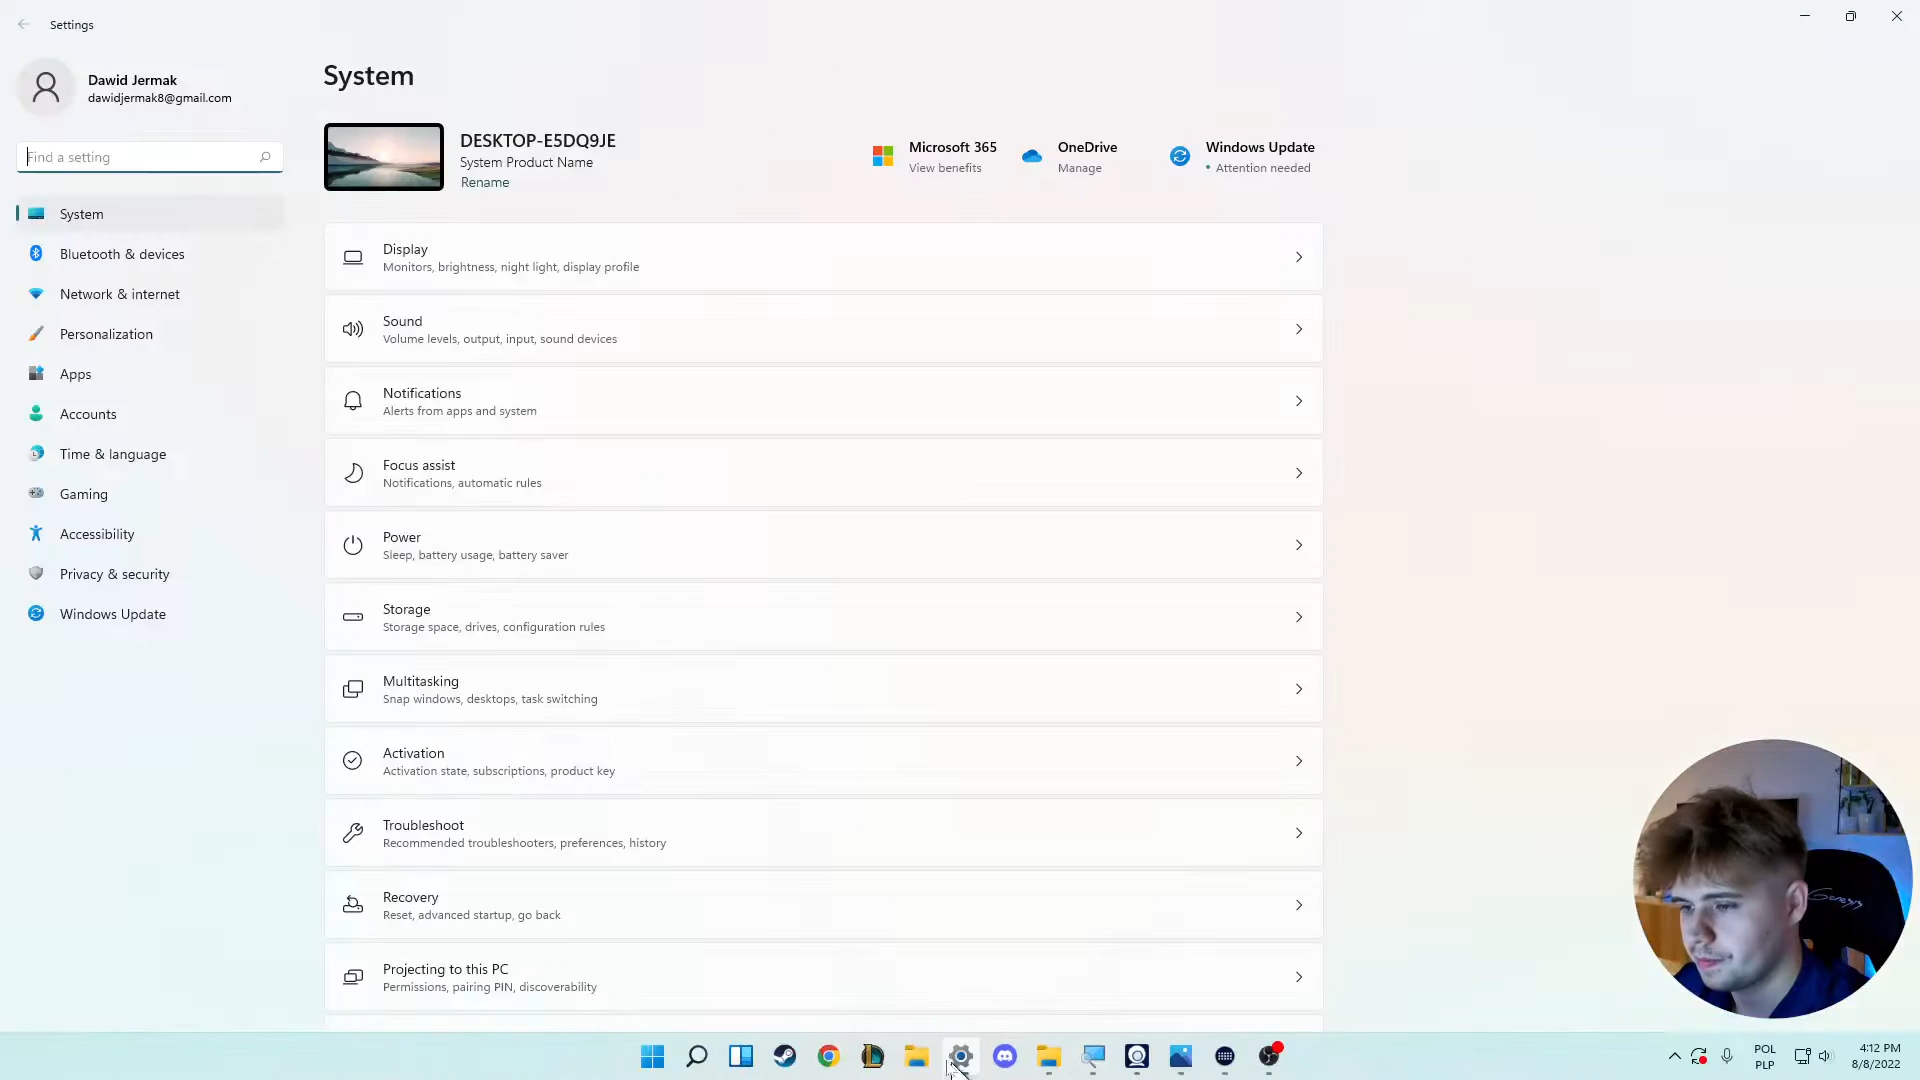 Settings
Dawid Jermak
dawidjermak8@gmail.com
Find a setting
System
Bluetooth & devices
Network & internet
Personalization
Apps
Accounts
Time & language
Gaming
Accessibility
Privacy & security
Windows Update
System
DESKTOP-E5DQ9JE
System Product Name
Rename
Microsoft 365
View benefits
OneDrive
Manage
Windows Update
Attention needed
Display
Monitors, brightness, night light, display profile
Sound
Volume levels, output, input, sound devices
Notifications
Alerts from apps and system
Focus assist
Notifications, automatic rules
Power
Sleep, battery usage, battery saver
Storage
Storage space, drives, configuration rules
Multitasking
Snap windows, desktops, task switching
Activation
Activation state, subscriptions, product key
Troubleshoot
Recommended troubleshooters, preferences, history
Recovery
Reset, advanced startup, go back
Projecting to this PC
Permissions, pairing PIN, discoverability
Genesis
POL
PLP
4:12 PM
8/8/2022